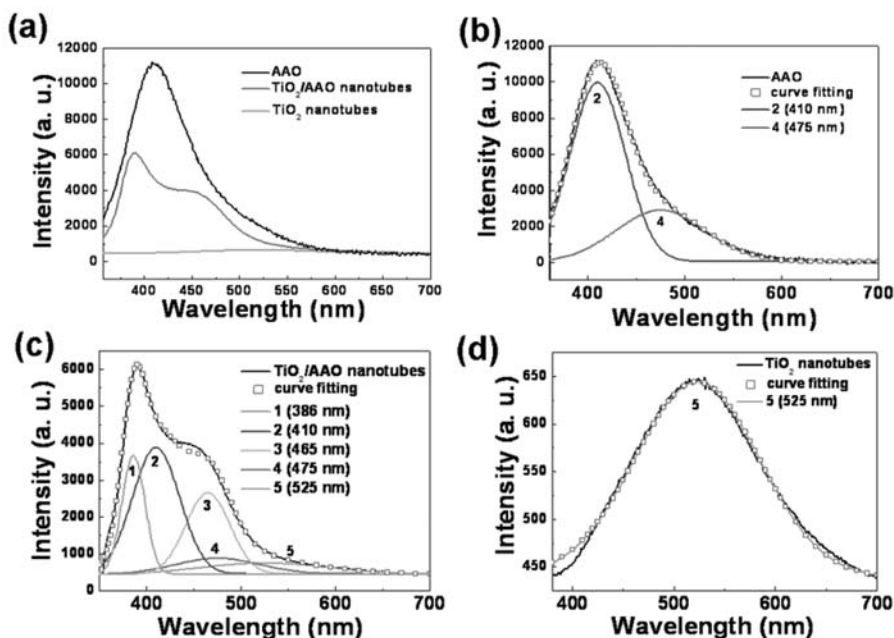 (a)
12000
10000
8000
6000
4000
2000
0
Intensity (a. u.)
AAO
TiO₂/AAO nanotubes
TiO₂ nanotubes
400 450 500 550 600 650 700
Wavelength (nm)
(b)
12000
10000
8000
6000
4000
2000
0
Intensity (a. u.)
AAO
curve fitting
2 (410 nm)
4 (475 nm)
2
4
400 500 600 700
Wavelength (nm)
(c)
6000
5000
4000
3000
2000
1000
0
Intensity (a. u.)
TiO₂/AAO nanotubes
curve fitting
1 (386 nm)
2 (410 nm)
3 (465 nm)
4 (475 nm)
5 (525 nm)
1
2
3
4
5
400 500 600 700
Wavelength (nm)
(d)
650
600
550
500
450
Intensity (a. u.)
TiO₂ nanotubes
curve fitting
5 (525 nm)
5
400 500 600 700
Wavelength (nm)